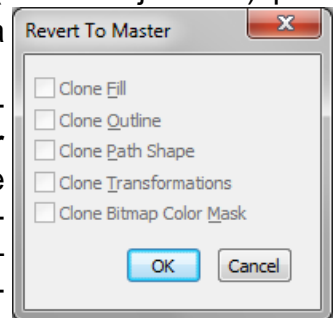 Revert To Master
Clone Fill
Clone Outline
Clone Path Shape
Clone Transformations
Clone Bitmap Color Mask
OK Cancel